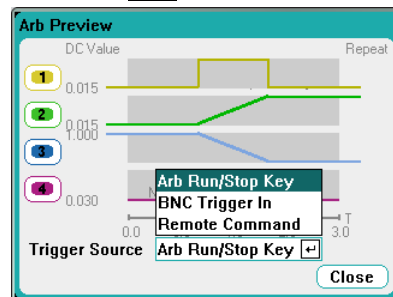 Arb Preview
DC Value Repeat
1
0.015
2
0.015
1.000
3
4
0.030
Arb Run/Stop Key
BNC Trigger In
Remote Command
0.0 3.0 T
Trigger Source Arb Run/Stop Key
Close